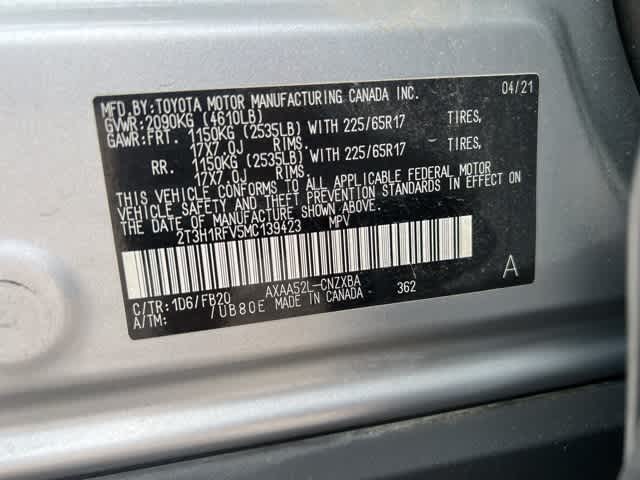 MFD.BY:TOYOTA MOTOR MANUFACTURING CANADA INC. 04/21
GVWR:2090KG (4610LB)
GAWR:FRT. 1150KG (2535LB) WITH 225/65R17 TIRES,
17X7.0J RIMS.
RR. 1150KG (2535LB) WITH 225/65R17 TIRES,
17X7.0J RIMS.
THIS VEHICLE CONFORMS TO ALL APPLICABLE FEDERAL MOTOR
VEHICLE SAFETY AND THEFT PREVENTION STANDARDS IN EFFECT ON
THE DATE OF MANUFACTURE SHOWN ABOVE.
2T3H1RFV5MC139423 MPV
C/TR:1D6/FB20 AXAA52L-CNZXBA 362 A
A/TM: /UB80E MADE IN CANADA